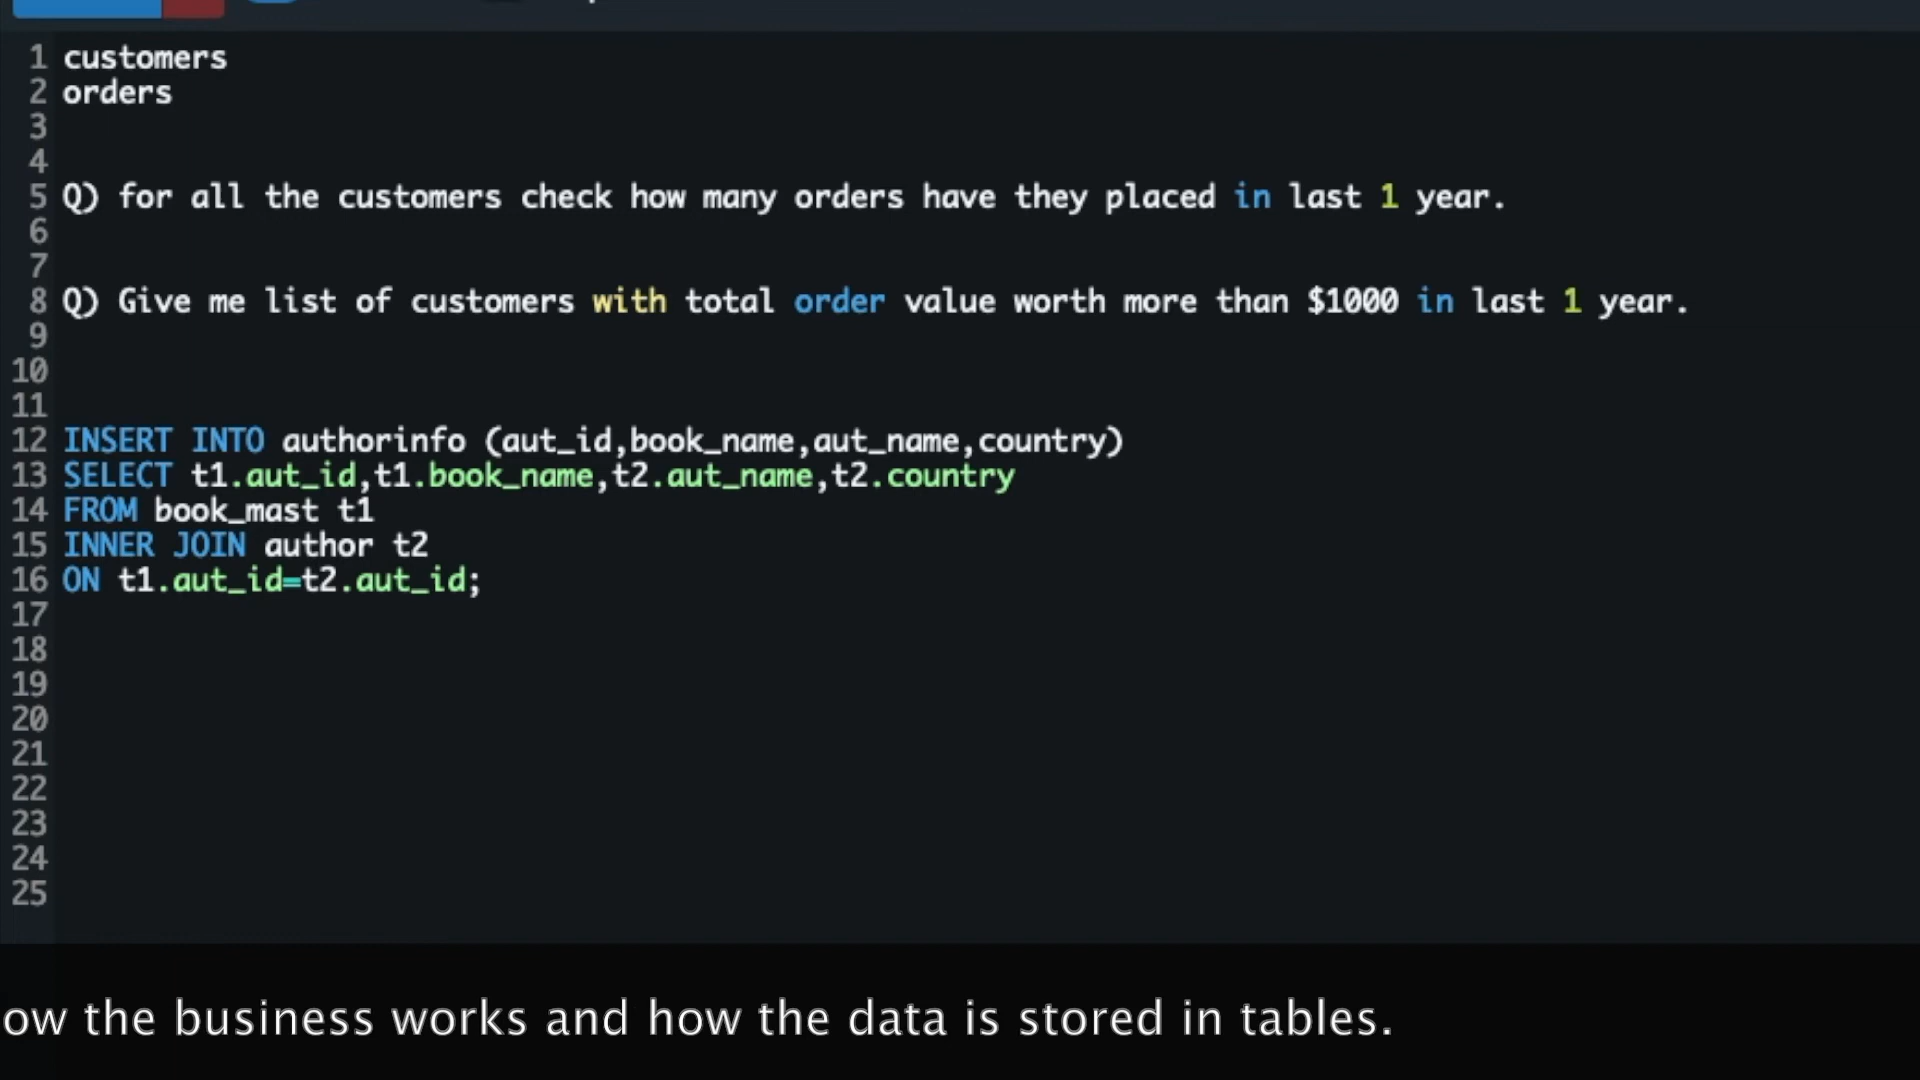 1 customers
2 orders
3
4
5 Q) for all the customers check how many orders have they placed in last 1 year.
6
7
8 Q) Give me list of customers with total order value worth more than $1000 in last 1 year.
9
10
11
12 INSERT INTO authorinfo (aut_id,book_name,aut_name,country)
13 SELECT t1.aut_id,t1.book_name,t2.aut_name,t2.country
14 FROM book_mast t1
15 INNER JOIN author t2
16 ON t1.aut_id=t2.aut_id;
17
18
19
20
21
22
23
24
25
ow the business works and how the data is stored in tables.